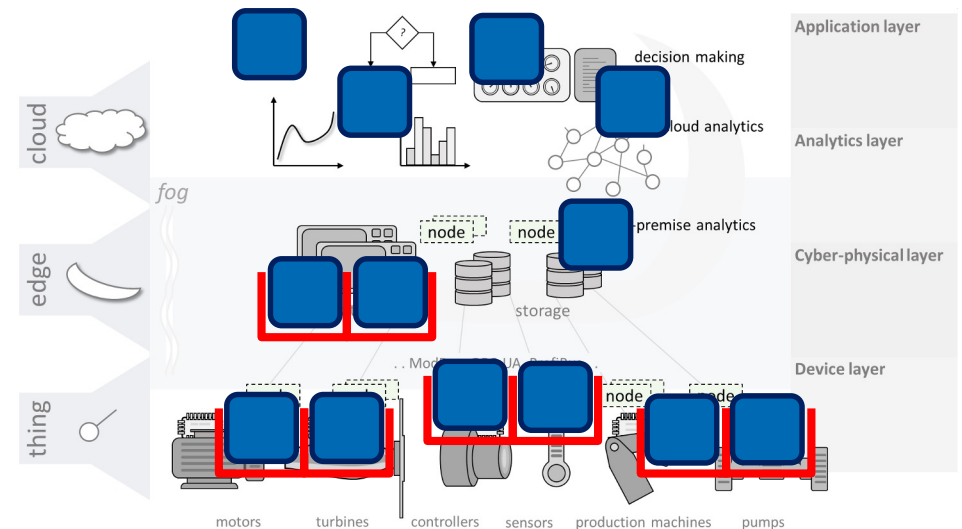 Application layer
?
decision making
cloud
loud analytics
Analytics layer
fog
node
node
-premise analytics
edge
Cyber-physical layer
storage
Device layer
node
thing
motors
turbines
controllers
sensors
production machines
pumps